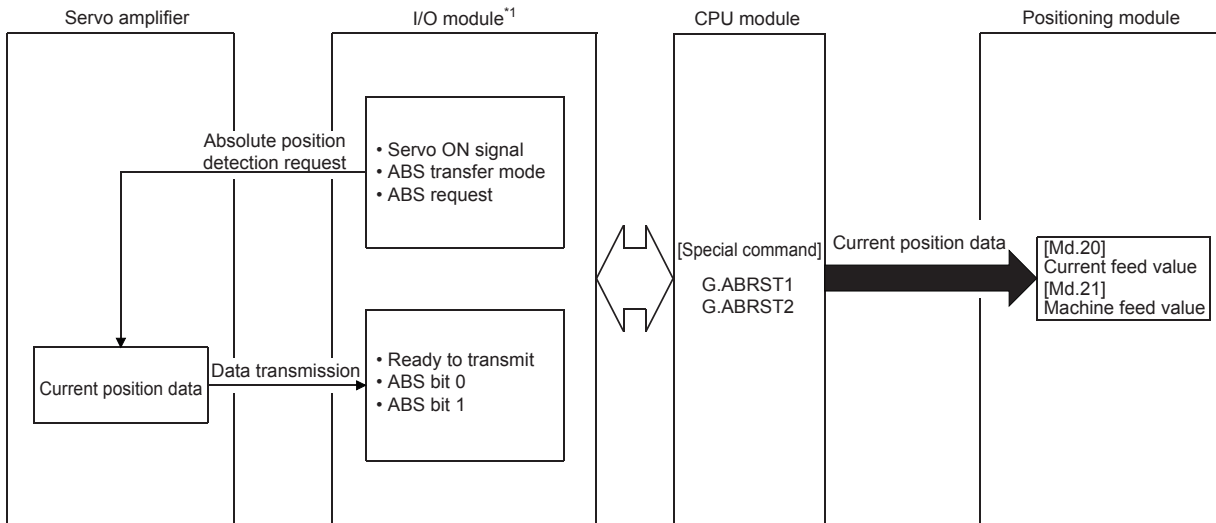 Servo amplifier
I/O module*1
CPU module
Positioning module
Absolute position
detection request
• Servo ON signal
• ABS transfer mode
• ABS request
[Special command]
G.ABRST1
G.ABRST2
Current position data
[Md.20]
Current feed value
[Md.21]
Machine feed value
Current position data
Data transmission
• Ready to transmit
• ABS bit 0
• ABS bit 1